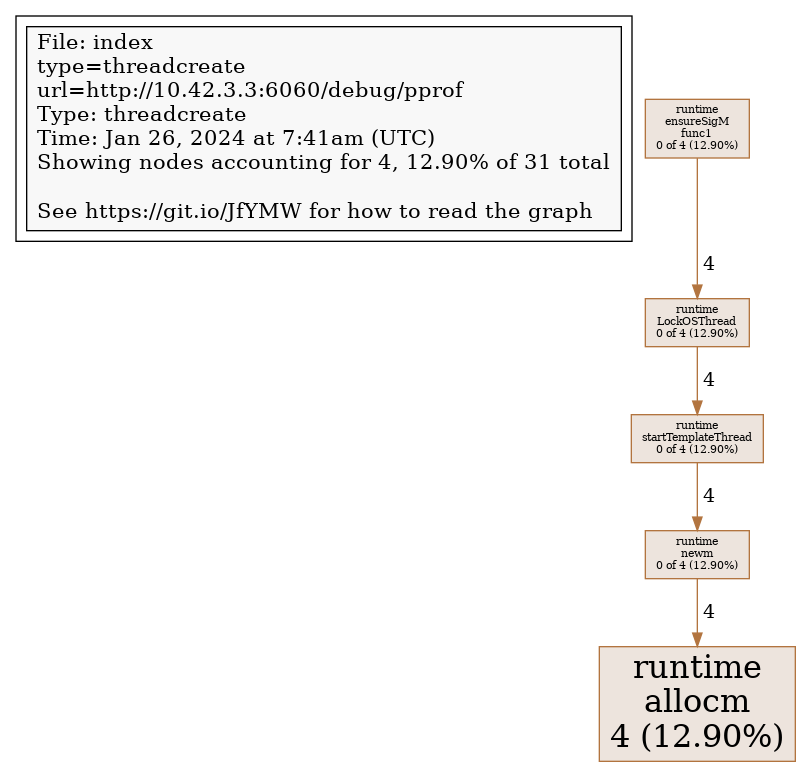 File: index
type=threadcreate
url=http://10.42.3.3:6060/debug/pprof
Type: threadcreate
Time: Jan 26, 2024 at 7:41am (UTC)
Showing nodes accounting for 4, 12.90% of 31 total
See https://git.io/JfYMW for how to read the graph
runtime
ensureSigM
func1
0 of 4 (12.90%)
4
runtime
LockOSThread
0 of 4 (12.90%)
4
runtime
startTemplateThread
0 of 4 (12.90%)
4
runtime
newm
0 of 4 (12.90%)
4
runtime
allocm
4 (12.90%)